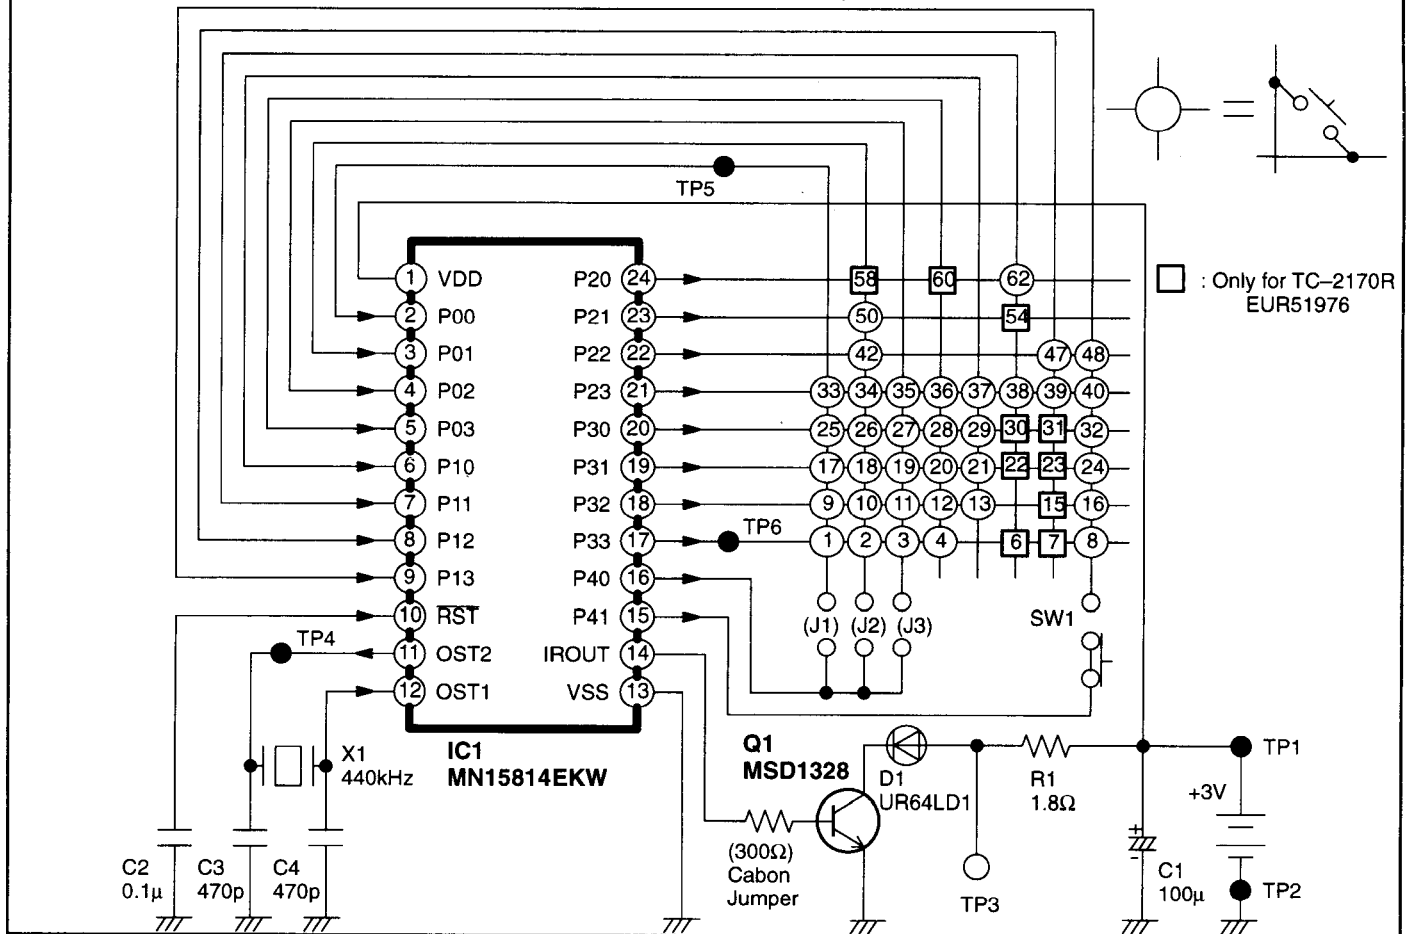 TP5
1 VDD P20 24 58 60 62
: Only for TC–2170R
EUR51976
2 P00 P21 23 50 54
3 P01 P22 22 42 47 48
4 P02 P23 21 33 34 35 36 37 38 39 40
5 P03 P30 20 25 26 27 28 29 30 31 32
6 P10 P31 19 17 18 19 20 21 22 23 24
7 P11 P32 18 9 10 11 12 13 15 16
8 P12 P33 17 TP6 1 2 3 4 6 7 8
9 P13 P40 16
10 RST P41 15 (J1) (J2) (J3) SW1
TP4
11 OST2 IROUT 14
12 OST1 VSS 13
IC1
MN15814EKW
X1
440kHz
Q1
MSD1328
D1
UR64LD1
R1
1.8Ω
TP1
+3V
(300Ω)
Cabon
Jumper
TP3
+
-
C1
100µ
TP2
C2
0.1µ
C3
470p
C4
470p